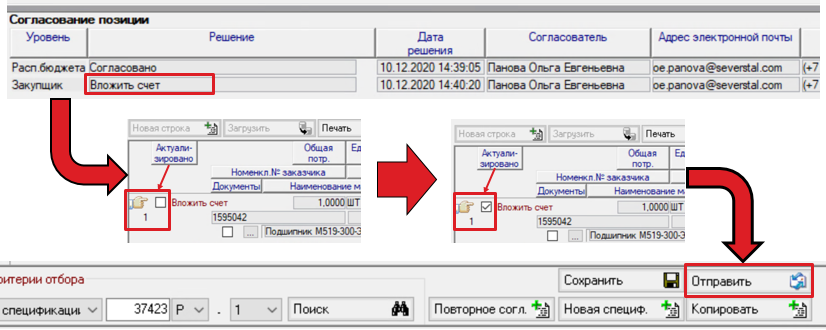 Согласование позиции
Уровень Решение Дата решения Согласователь Адрес электронной почты
Расп.бюджета Согласовано 10.12.2020 14:39:05 Панова Ольга Евгеньевна oe.panova@severstal.com (+7
Закупщик Вложить счет 10.12.2020 14:40:20 Панова Ольга Евгеньевна oe.panova@severstal.com (+7
Новая строка Загрузить Печать
Актуали-зировано Общая потр. Ед
Номенкл.№ заказчика
Документы Наименование м
Вложить счет 1,0000 ШТ
1 1595042
... Подшипник М519-300-3
Новая строка Загрузить Печать
Актуали-зировано Общая потр. Ед
Номенкл.№ заказчика
Документы Наименование м
Вложить счет 1,0000 ШТ
1 1595042
... Подшипник М519-300-3
ритерии отбора Сохранить Отправить
спецификаци 37423 Р . 1 Поиск Повторное согл. Новая специф. Копировать